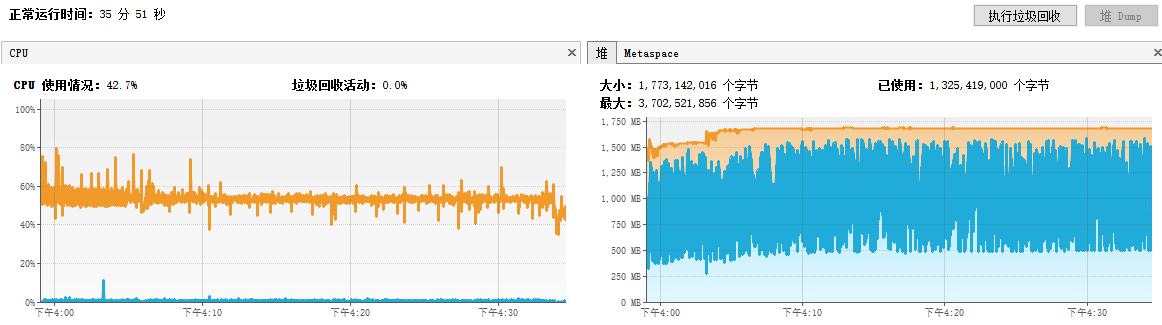 正常运行时间：35 分 51 秒
执行垃圾回收
堆 Dump
CPU
堆
Metaspace
CPU 使用情况：42.7%
垃圾回收活动：0.0%
100%
80%
60%
40%
20%
0%
下午4:00
下午4:10
下午4:20
下午4:30
大小：1,773,142,016 个字节
已使用：1,325,419,000 个字节
最大：3,702,521,856 个字节
1,750 MB
1,500 MB
1,250 MB
1,000 MB
750 MB
500 MB
250 MB
0 MB
下午4:00
下午4:10
下午4:20
下午4:30